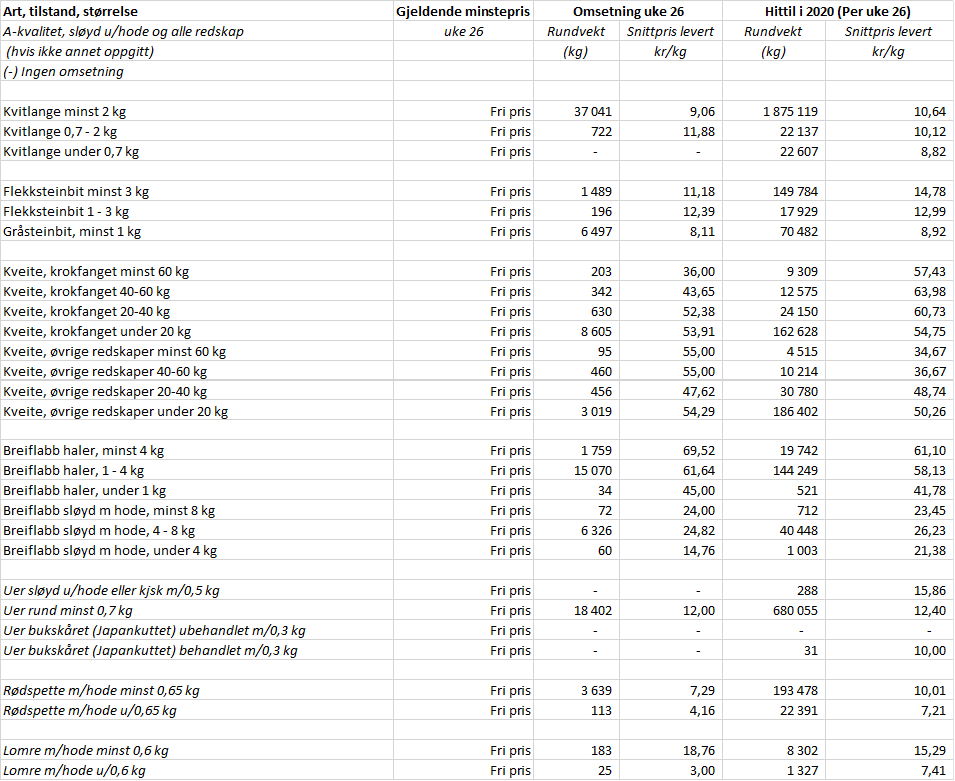 Art, tilstand, størrelse Gjeldende minstepris Omsetning uke 26 Hittil i 2020 (Per uke 26)
A-kvalitet, sløyd u/hode og alle redskap uke 26 Rundvekt Snittpris levert Rundvekt Snittpris levert
(hvis ikke annet oppgitt) (kg) kr/kg (kg) kr/kg
(-) Ingen omsetning
Kvitlange minst 2 kg Fri pris 37 041 9,06 1 875 119 10,64
Kvitlange 0,7 - 2 kg Fri pris 722 11,88 22 137 10,12
Kvitlange under 0,7 kg Fri pris - - 22 607 8,82
Flekksteinbit minst 3 kg Fri pris 1 489 11,18 149 784 14,78
Flekksteinbit 1 - 3 kg Fri pris 196 12,39 17 929 12,99
Gråsteinbit, minst 1 kg Fri pris 6 497 8,11 70 482 8,92
Kveite, krokfanget minst 60 kg Fri pris 203 36,00 9 309 57,43
Kveite, krokfanget 40-60 kg Fri pris 342 43,65 12 575 63,98
Kveite, krokfanget 20-40 kg Fri pris 630 52,38 24 150 60,73
Kveite, krokfanget under 20 kg Fri pris 8 605 53,91 162 628 54,75
Kveite, øvrige redskaper minst 60 kg Fri pris 95 55,00 4 515 34,67
Kveite, øvrige redskaper 40-60 kg Fri pris 460 55,00 10 214 36,67
Kveite, øvrige redskaper 20-40 kg Fri pris 456 47,62 30 780 48,74
Kveite, øvrige redskaper under 20 kg Fri pris 3 019 54,29 186 402 50,26
Breiflabb haler, minst 4 kg Fri pris 1 759 69,52 19 742 61,10
Breiflabb haler, 1 - 4 kg Fri pris 15 070 61,64 144 249 58,13
Breiflabb haler, under 1 kg Fri pris 34 45,00 521 41,78
Breiflabb sløyd m hode, minst 8 kg Fri pris 72 24,00 712 23,45
Breiflabb sløyd m hode, 4 - 8 kg Fri pris 6 326 24,82 40 448 26,23
Breiflabb sløyd m hode, under 4 kg Fri pris 60 14,76 1 003 21,38
Uer sløyd u/hode eller kjsk m/0,5 kg Fri pris - - 288 15,86
Uer rund minst 0,7 kg Fri pris 18 402 12,00 680 055 12,40
Uer bukskåret (Japankuttet) ubehandlet m/0,3 kg Fri pris - - - -
Uer bukskåret (Japankuttet) behandlet m/0,3 kg Fri pris - - 31 10,00
Rødspette m/hode minst 0,65 kg Fri pris 3 639 7,29 193 478 10,01
Rødspette m/hode u/0,65 kg Fri pris 113 4,16 22 391 7,21
Lomre m/hode minst 0,6 kg Fri pris 183 18,76 8 302 15,29
Lomre m/hode u/0,6 kg Fri pris 25 3,00 1 327 7,41